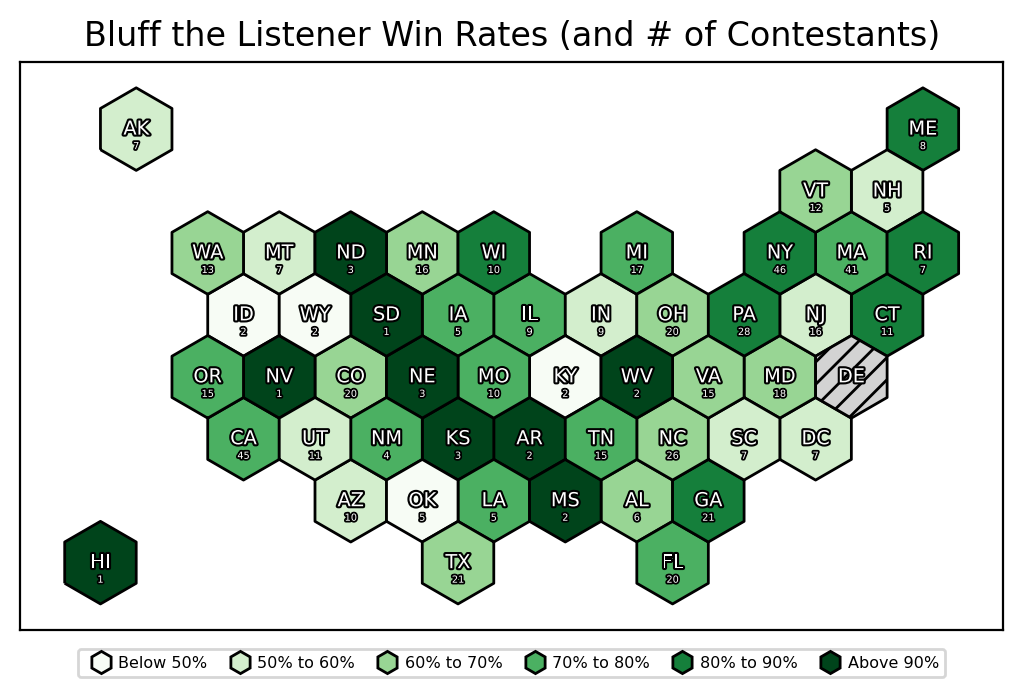 Bluff the Listener Win Rates (and # of Contestants)
AK
7
ME
8
VT
12
NH
5
WA
13
MT
7
ND
3
MN
16
WI
10
MI
17
NY
46
MA
41
RI
7
ID
2
WY
2
SD
1
IA
5
IL
9
IN
9
OH
20
PA
28
NJ
16
CT
11
OR
15
NV
1
CO
20
NE
3
MO
10
KY
2
WV
2
VA
15
MD
18
DE
CA
45
UT
11
NM
4
KS
3
AR
2
TN
15
NC
26
SC
7
DC
7
AZ
10
OK
5
LA
5
MS
2
AL
6
GA
21
HI
1
TX
21
FL
20
Below 50%
50% to 60%
60% to 70%
70% to 80%
80% to 90%
Above 90%